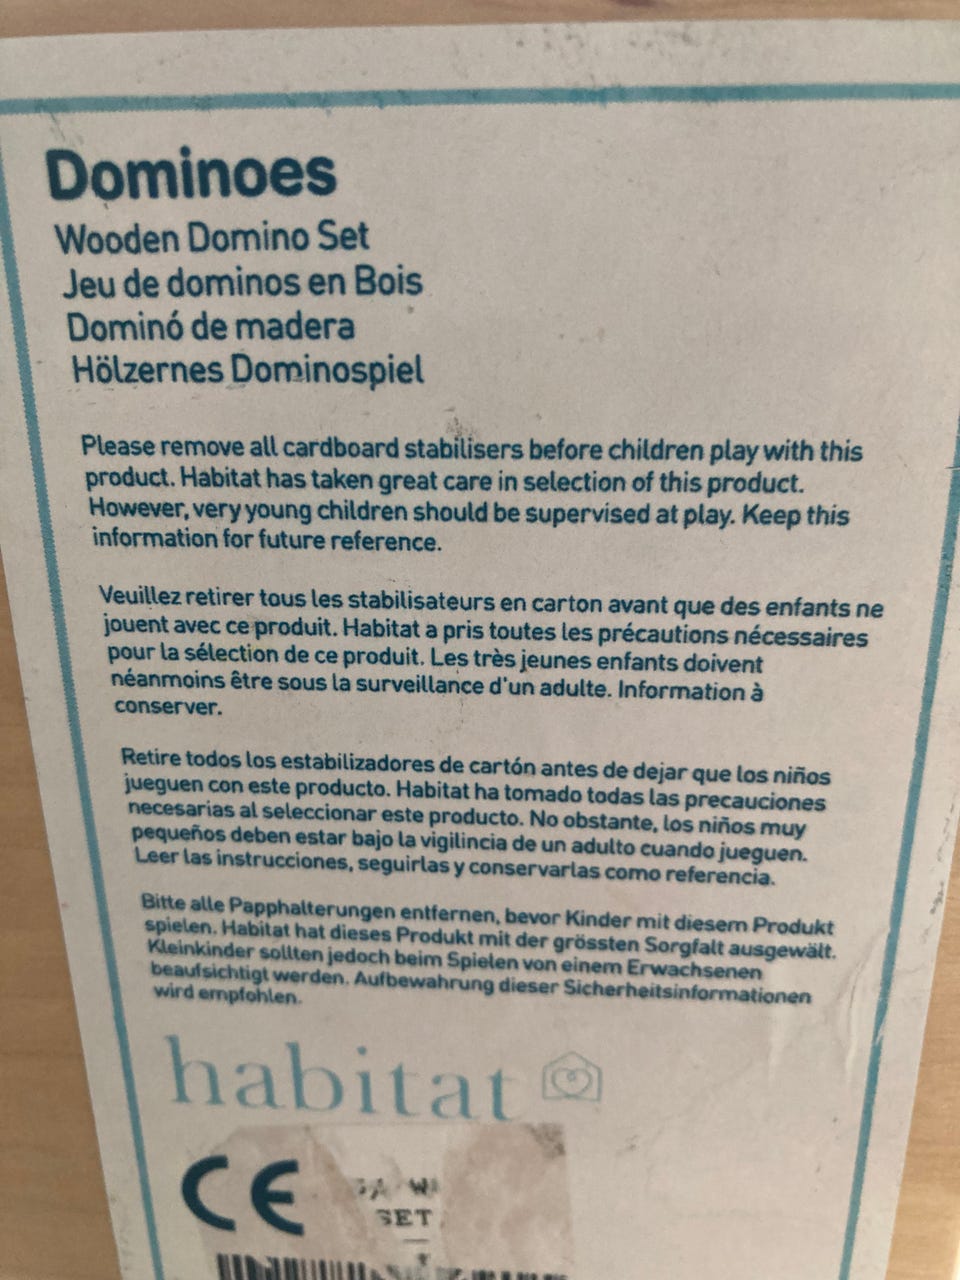 Dominoes
Wooden Domino Set
Jeu de dominos en Bois
Dominó de madera
Hölzernes Dominospiel
Please remove all cardboard stabilisers before children play with this
product. Habitat has taken great care in selection of this product.
However, very young children should be supervised at play. Keep this
information for future reference.
Veuillez retirer tous les stabilisateurs en carton avant que des enfants ne
jouent avec ce produit. Habitat a pris toutes les précautions nécessaires
pour la sélection de ce produit. Les très jeunes enfants doivent
néanmoins être sous la surveillance d'un adulte. Information à
conserver.
Retire todos los estabilizadores de cartón antes de dejar que los niños
jueguen con este producto. Habitat ha tomado todas las precauciones
necesarias al seleccionar este producto. No obstante, los niños muy
pequeños deben estar bajo la vigilincia de un adulto cuando jueguen.
Leer las instrucciones, seguirlas y conservarlas como referencia.
Bitte alle Papphalterungen entfernen, bevor Kinder mit diesem Produkt
spielen. Habitat hat dieses Produkt mit der grössten Sorgfalt ausgewält.
Kleinkinder sollten jedoch beim Spielen von einem Erwachsenen
beaufsichtigt werden. Aufbewahrung dieser Sicherheitsinformationen
wird empfohlen.
habitat
CE
SET